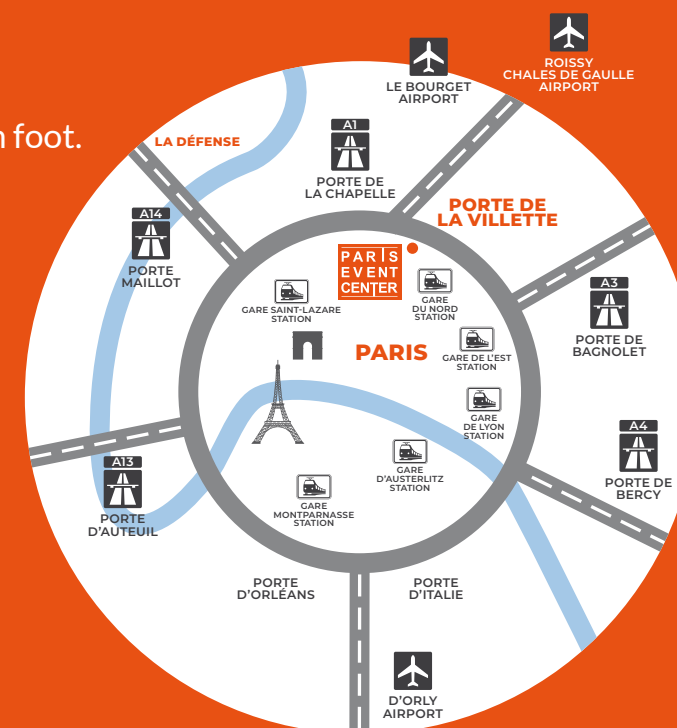 ROISSY
CHALES DE GAULLE
AIRPORT
LE BOURGET
AIRPORT
foot.
LA DÉFENSE
A1
PORTE DE
LA CHAPELLE
PORTE DE
LA VILLETTE
A14
PORTE
MAILLOT
PARIS
EVENT
CENTER
GARE SAINT-LAZARE
STATION
GARE
DU NORD
STATION
A3
PORTE DE
BAGNOLET
PARIS
GARE DE L'EST
STATION
GARE
DE LYON
STATION
A4
PORTE DE
BERCY
A13
PORTE
D'AUTEUIL
GARE
D'AUSTERLITZ
STATION
GARE
MONTPARNASSE
STATION
PORTE
D'ORLÉANS
PORTE
D'ITALIE
D'ORLY
AIRPORT